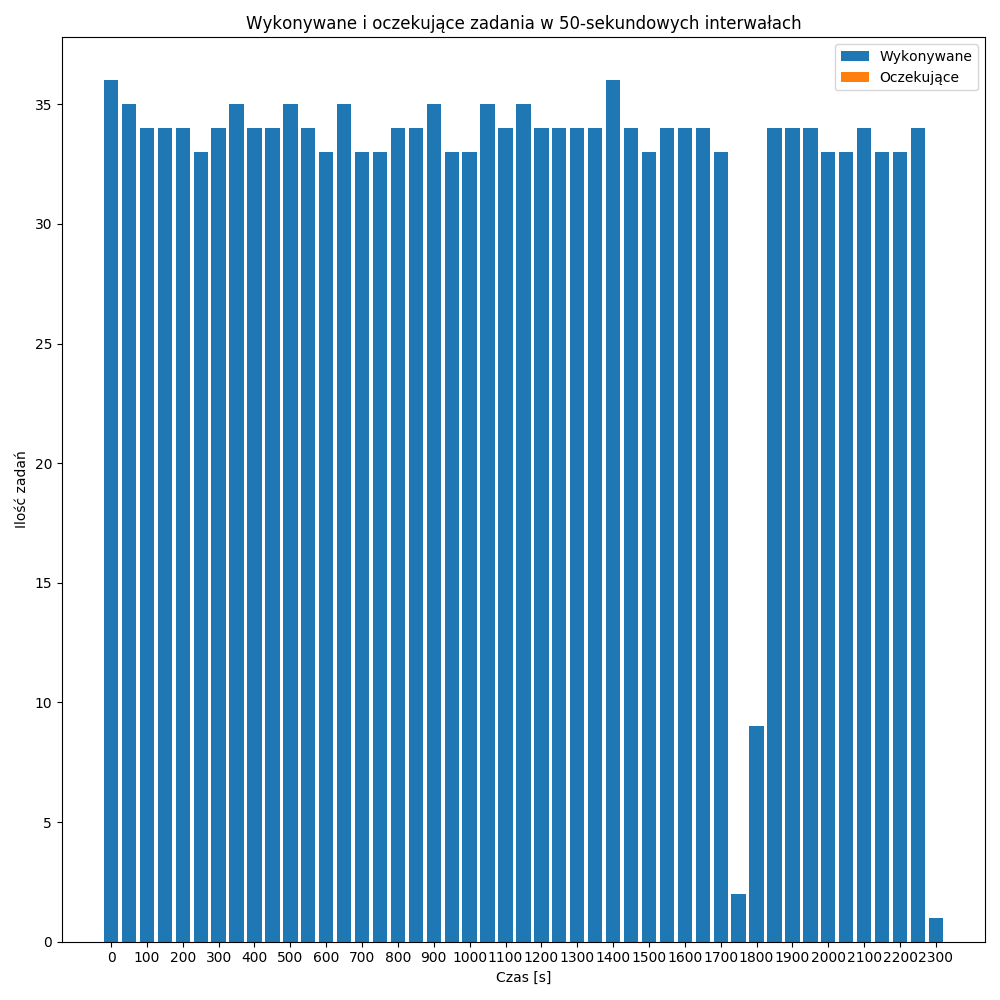 Wykonywane i oczekujące zadania w 50-sekundowych interwałach
Wykonywane
Oczekujące
35
30
25
20
15
10
5
0
Ilość zadań
0 100 200 300 400 500 600 700 800 900 1000 1100 1200 1300 1400 1500 1600 1700 1800 1900 2000 2100 2200 2300
Czas [s]